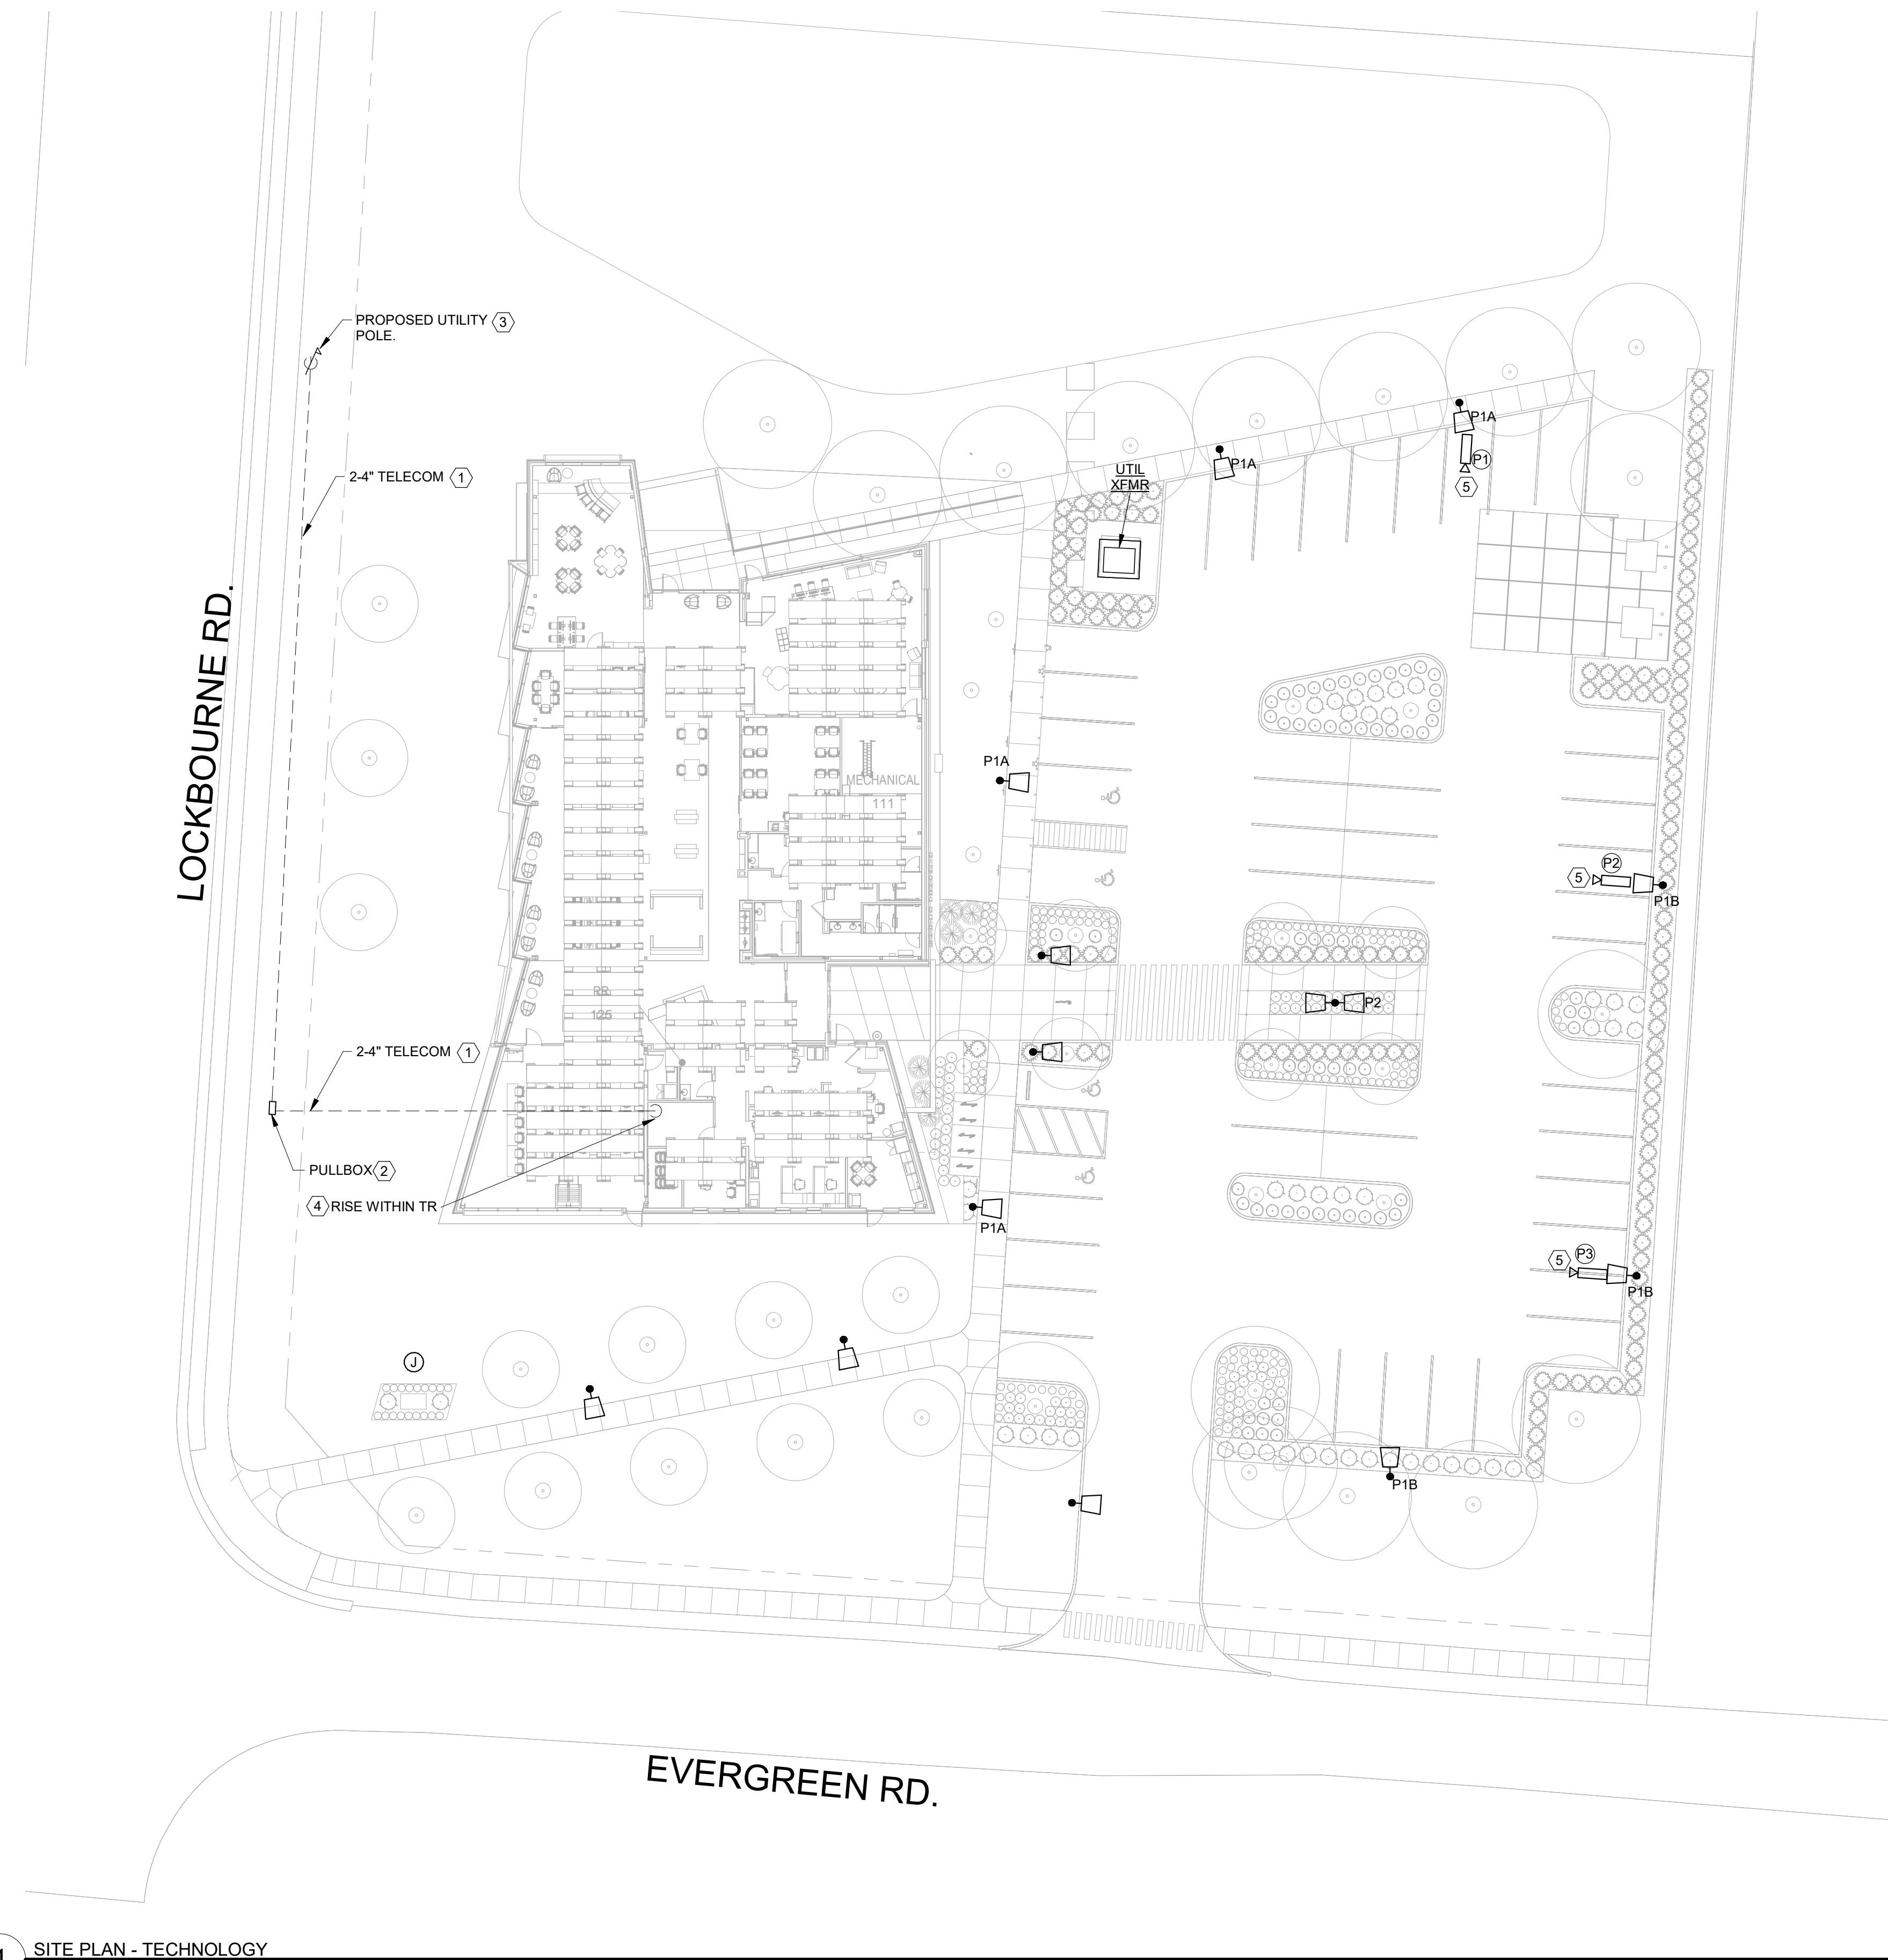 PROPOSED UTILITY 3
POLE.
P1A
P1
5
P1A
UTIL
XFMR
2-4" TELECOM 1
LOCKBOURNE RD.
MECHANICAL
111
P1A
P2
5
P1B
P2
RR
125
2-4" TELECOM 1
PULLBOX 2
4 RISE WITHIN TR
P1A
P3
5
P1B
J
P1B
EVERGREEN RD.
SITE PLAN - TECHNOLOGY